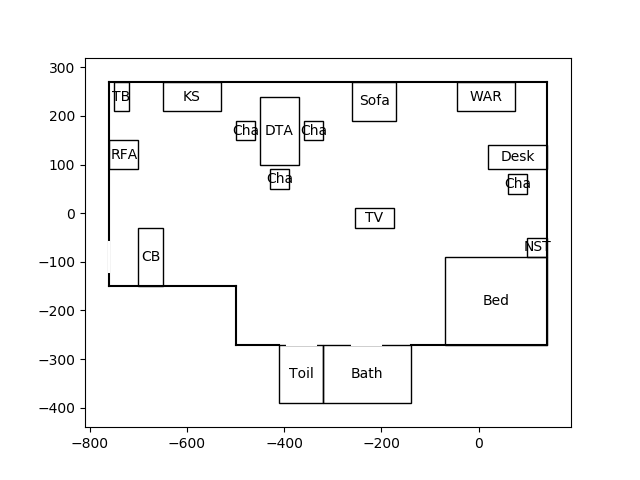 300
200
100
0
−100
−200
−300
−400
TB
KS
Sofa
WAR
Cha
DTA
Cha
RFA
Desk
Cha
Cha
TV
CB
NST
Bed
Toil
Bath
−800
−600
−400
−200
0